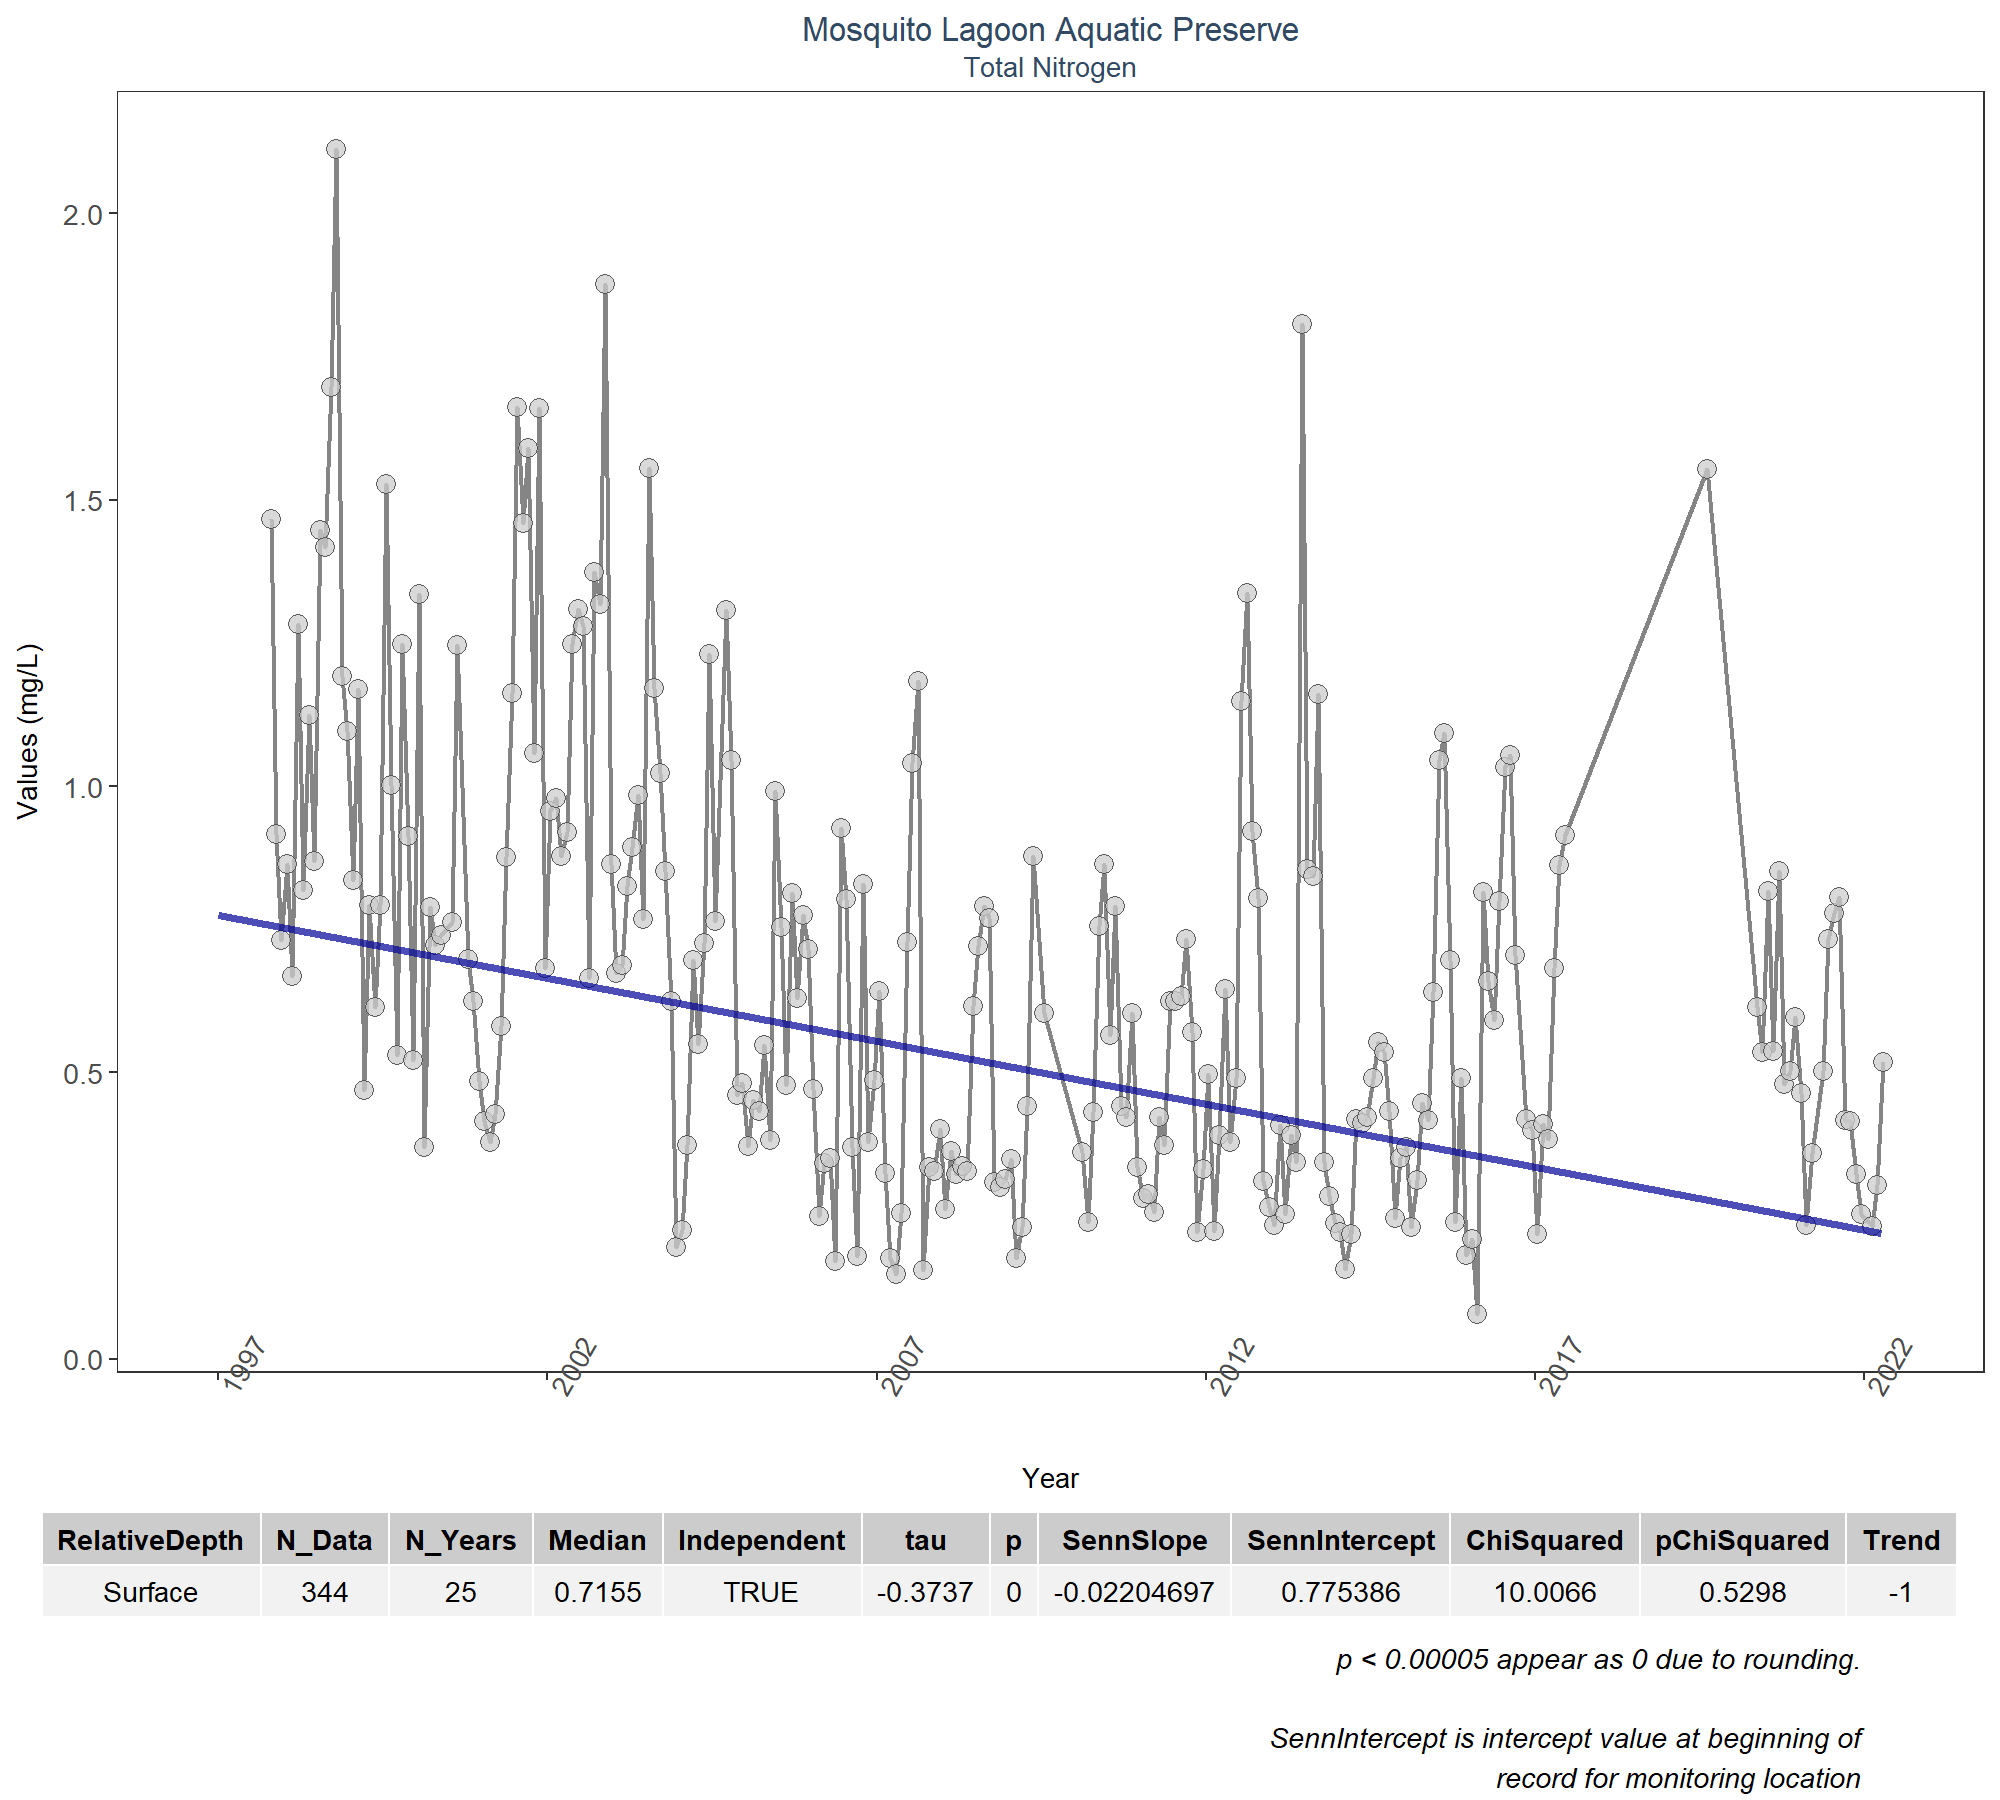 Mosquito Lagoon Aquatic Preserve
Total Nitrogen
Values (mg/L)
2.0
1.5
1.0
0.5
0.0
1997 2002 2007 2012 2017 2022
Year
RelativeDepth N_Data N_Years Median Independent tau p SennSlope SennIntercept ChiSquared pChiSquared Trend
Surface 344 25 0.7155 TRUE -0.3737 0 -0.02204697 0.775386 10.0066 0.5298 -1
p < 0.00005 appear as 0 due to rounding.
SennIntercept is intercept value at beginning of
record for monitoring location